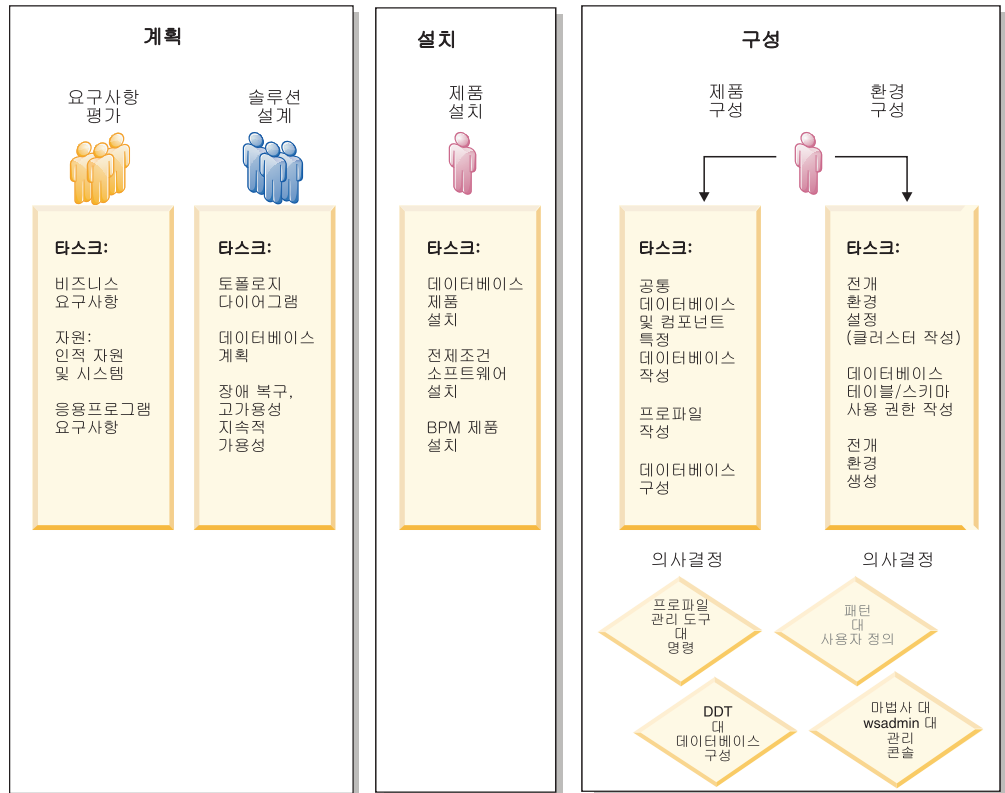 계획
요구사항
평가
솔루션
설계
타스크:
비즈니스
요구사항
자원:
인적 자원
및 시스템
응용프로그램
요구사항
타스크:
토폴로지
다이어그램
데이터베이스
계획
장애 복구,
고가용성
지속적
가용성
설치
제품
설치
타스크:
데이터베이스
제품
설치
전제조건
소프트웨어
설치
BPM 제품
설치
구성
제품
구성
환경
구성
타스크:
공통
데이터베이스
및 컴포넌트
특정
데이터베이스
작성
프로파일
작성
데이터베이스
구성
타스크:
전개
환경
설정
(클러스터 작성)
데이터베이스
테이블/스키마
사용 권한 작성
전개
환경
생성
의사결정
프로파일
관리 도구
대
명령
DDT
대
데이터베이스
구성
의사결정
패턴
대
사용자 정의
마법사 대
wsadmin 대
관리
콘솔